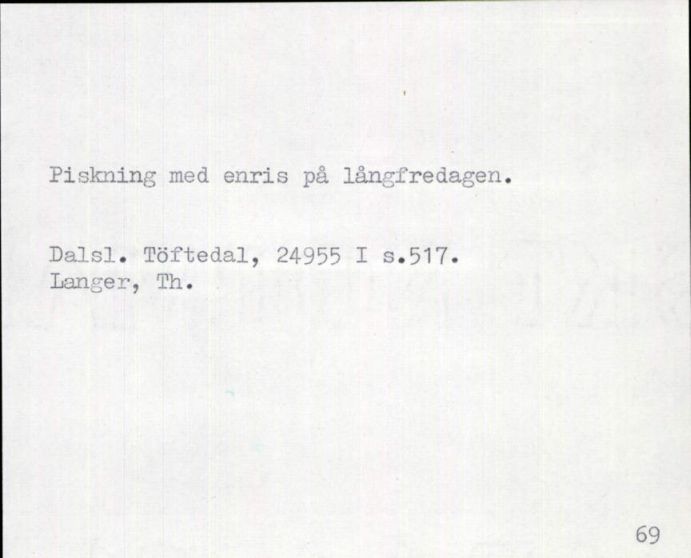 Piskning med enris på långfredagen.
Dalsl. Töftedal, 24955 I s.517.
Langer, Th.
69